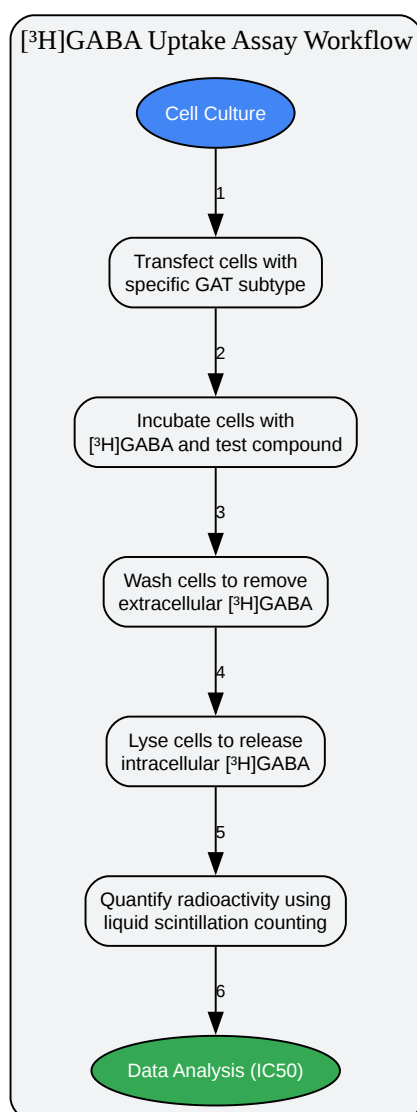 [³H]GABA Uptake Assay Workflow
Cell Culture
1
Transfect cells with
specific GAT subtype
2
Incubate cells with
[³H]GABA and test compound
3
Wash cells to remove
extracellular [³H]GABA
4
Lyse cells to release
intracellular [³H]GABA
5
Quantify radioactivity using
liquid scintillation counting
6
Data Analysis (IC50)